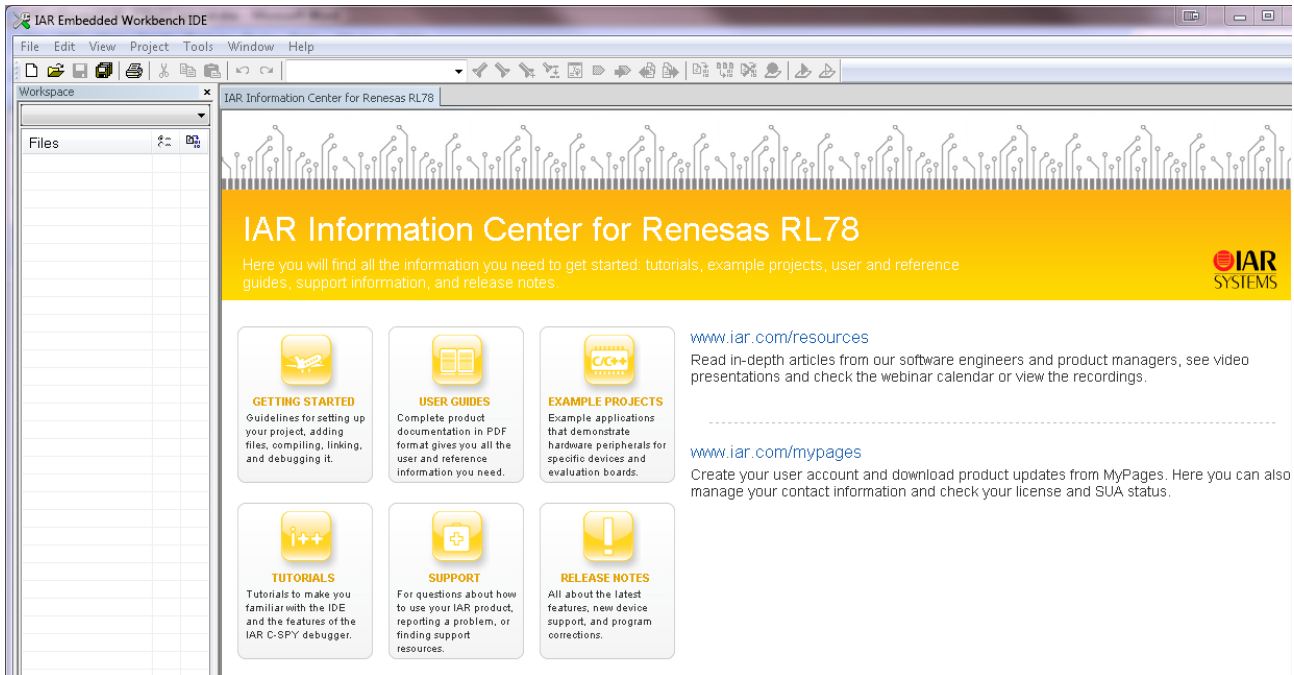 IAR Embedded Workbench IDE
File Edit View Project Tools Window Help
Workspace
IAR Information Center for Renesas RL78
Files
IAR Information Center for Renesas RL78
Here you will find all the information you need to get started: tutorials, example projects, user and reference
guides, support information, and release notes.
IAR
SYSTEMS
GETTING STARTED
Guidelines for setting up
your project, adding
files, compiling, linking,
and debugging it.
USER GUIDES
Complete product
documentation in PDF
format gives you all the
user and reference
information you need.
C/C++
EXAMPLE PROJECTS
Example applications
that demonstrate
hardware peripherals for
specific devices and
evaluation boards.
www.iar.com/resources
Read in-depth articles from our software engineers and product managers, see video
presentations and check the webinar calendar or view the recordings.
www.iar.com/mypages
Create your user account and download product updates from MyPages. Here you can also
manage your contact information and check your license and SUA status.
i++
TUTORIALS
Tutorials to make you
familiar with the IDE
and the features of the
IAR C-SPY debugger.
SUPPORT
For questions about how
to use your IAR product,
reporting a problem, or
finding support
resources.
RELEASE NOTES
All about the latest
features, new device
support, and program
corrections.